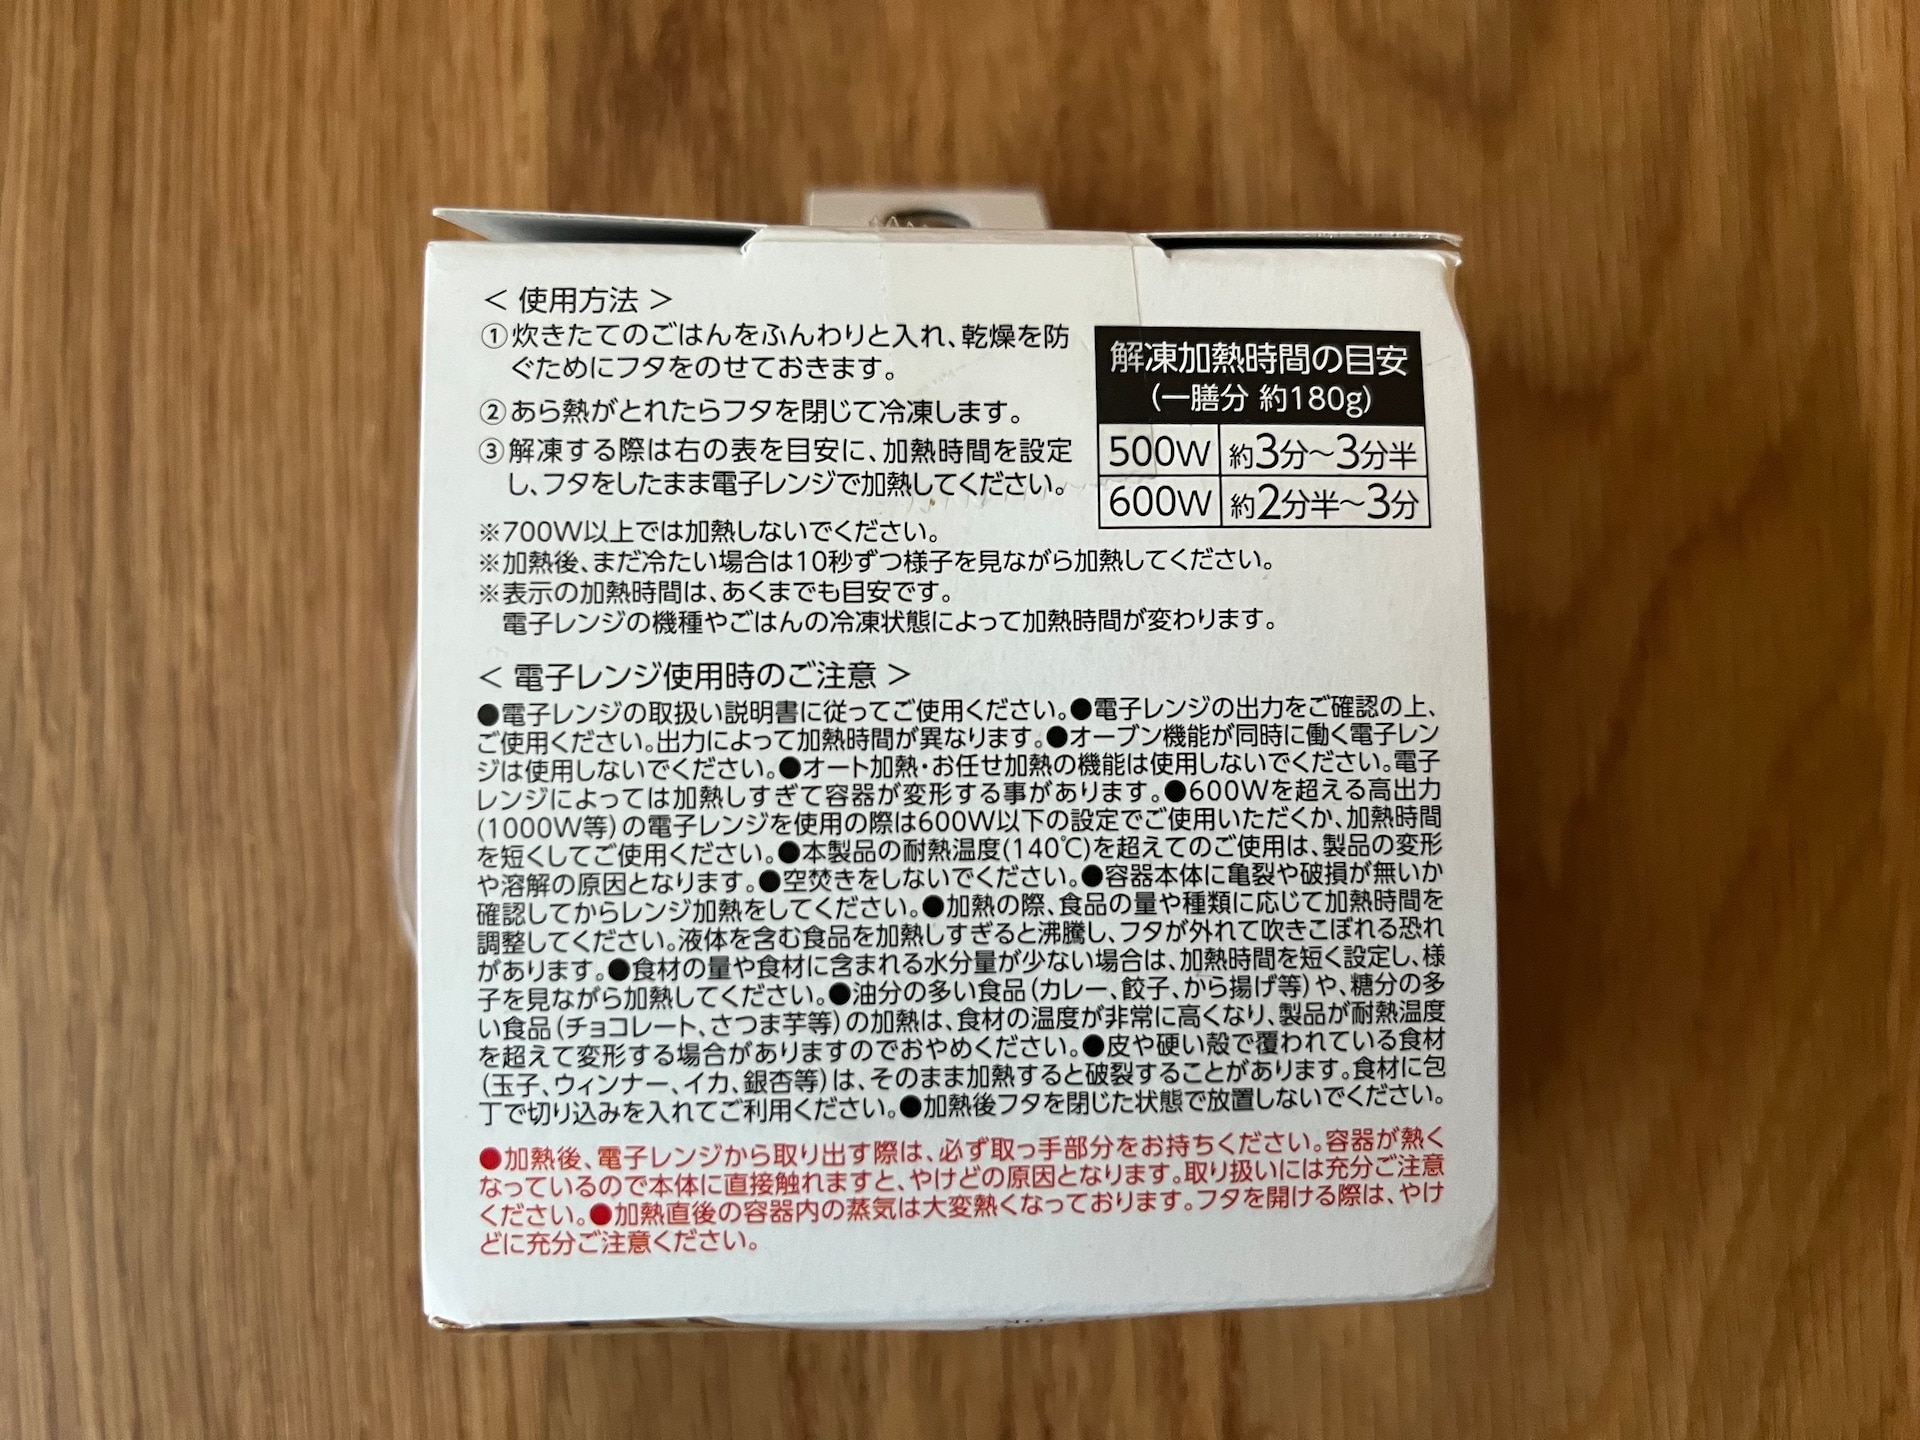 ＜ 使用方法 ＞
①炊きたてのごはんをふんわりと入れ、乾燥を防
ぐためにフタをのせておきます。
②あら熱がとれたらフタを閉じて冷凍します。
③解凍する際は右の表を目安に、加熱時間を設定
し、フタをしたまま電子レンジで加熱してください。
解凍加熱時間の目安
(一膳分 約180g)
500W 約3分～3分半
600W 約2分半～3分
※700W以上では加熱しないでください。
※加熱後、まだ冷たい場合は10秒ずつ様子を見ながら加熱してください。
※表示の加熱時間は、あくまでも目安です。
電子レンジの機種やごはんの冷凍状態によって加熱時間が変わります。
＜ 電子レンジ使用時のご注意 ＞
●電子レンジの取扱い説明書に従ってご使用ください。●電子レンジの出力をご確認の上、
ご使用ください。出力によって加熱時間が異なります。●オーブン機能が同時に働く電子レン
ジは使用しないでください。●オート加熱・お任せ加熱の機能は使用しないでください。電子
レンジによっては加熱しすぎて容器が変形する事があります。●600Wを超える高出力
(1000W等)の電子レンジを使用の際は600W以下の設定でご使用いただくか、加熱時間
を短くしてご使用ください。●本製品の耐熱温度(140℃)を超えてのご使用は、製品の変形
や溶解の原因となります。●空焚きをしないでください。●容器本体に亀裂や破損が無いか
確認してからレンジ加熱をしてください。●加熱の際、食品の量や種類に応じて加熱時間を
調整してください。液体を含む食品を加熱しすぎると沸騰し、フタが外れて吹きこぼれる恐れ
があります。●食材の量や食材に含まれる水分量が少ない場合は、加熱時間を短く設定し、様
子を見ながら加熱してください。●油分の多い食品(カレー、餃子、から揚げ等)や、糖分の多
い食品(チョコレート、さつま芋等)の加熱は、食材の温度が非常に高くなり、製品が耐熱温度
を超えて変形する場合がありますのでおやめください。●皮や硬い殻で覆われている食材
(玉子、ウィンナー、イカ、銀杏等)は、そのまま加熱すると破裂することがあります。食材に包
丁で切り込みを入れてご利用ください。●加熱後フタを閉じた状態で放置しないでください。
●加熱後、電子レンジから取り出す際は、必ず取っ手部分をお持ちください。容器が熱く
なっているので本体に直接触れますと、やけどの原因となります。取り扱いには充分ご注意
ください。●加熱直後の容器内の蒸気は大変熱くなっております。フタを開ける際は、やけ
どに充分ご注意ください。